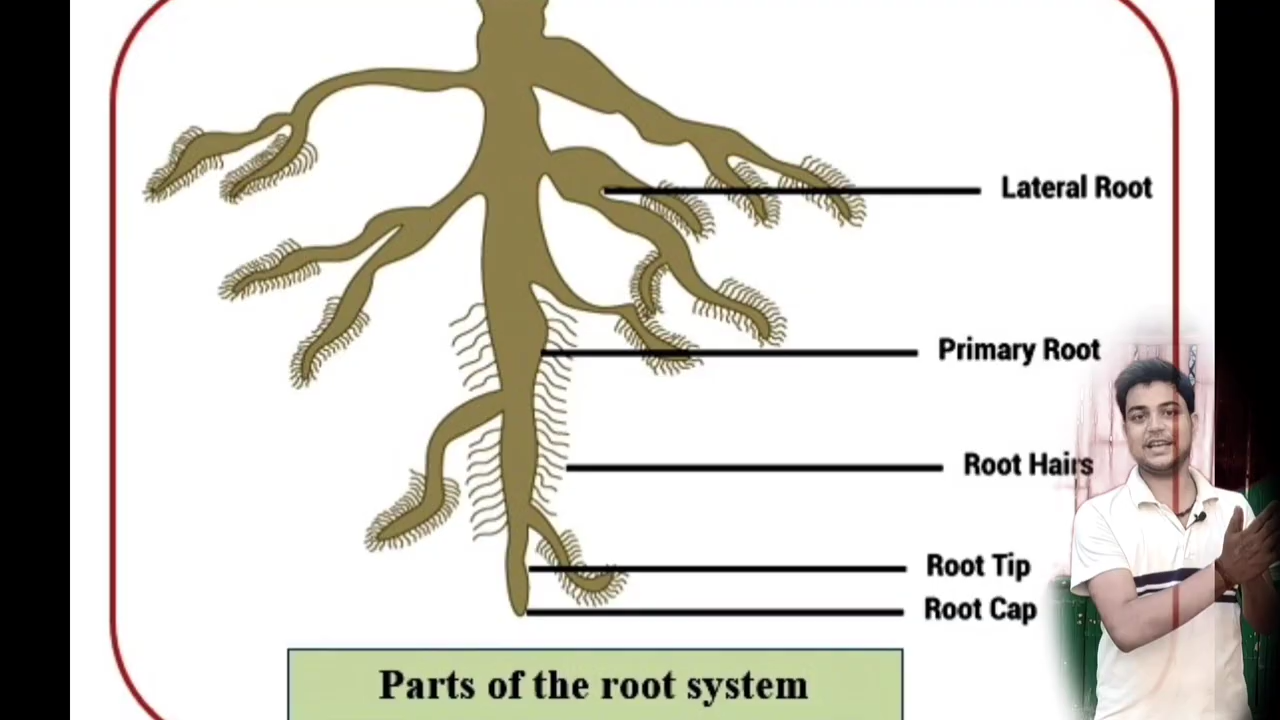 Lateral Root
Primary Root
Root Hairs
Root Tip
Root Cap
Parts of the root system